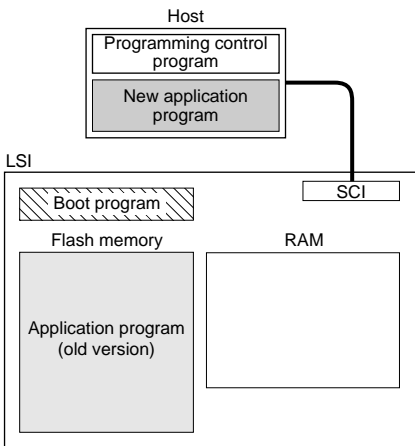 Host
Programming control
program
New application
program
LSI
SCI
Boot program
Flash memory
RAM
Application program
(old version)